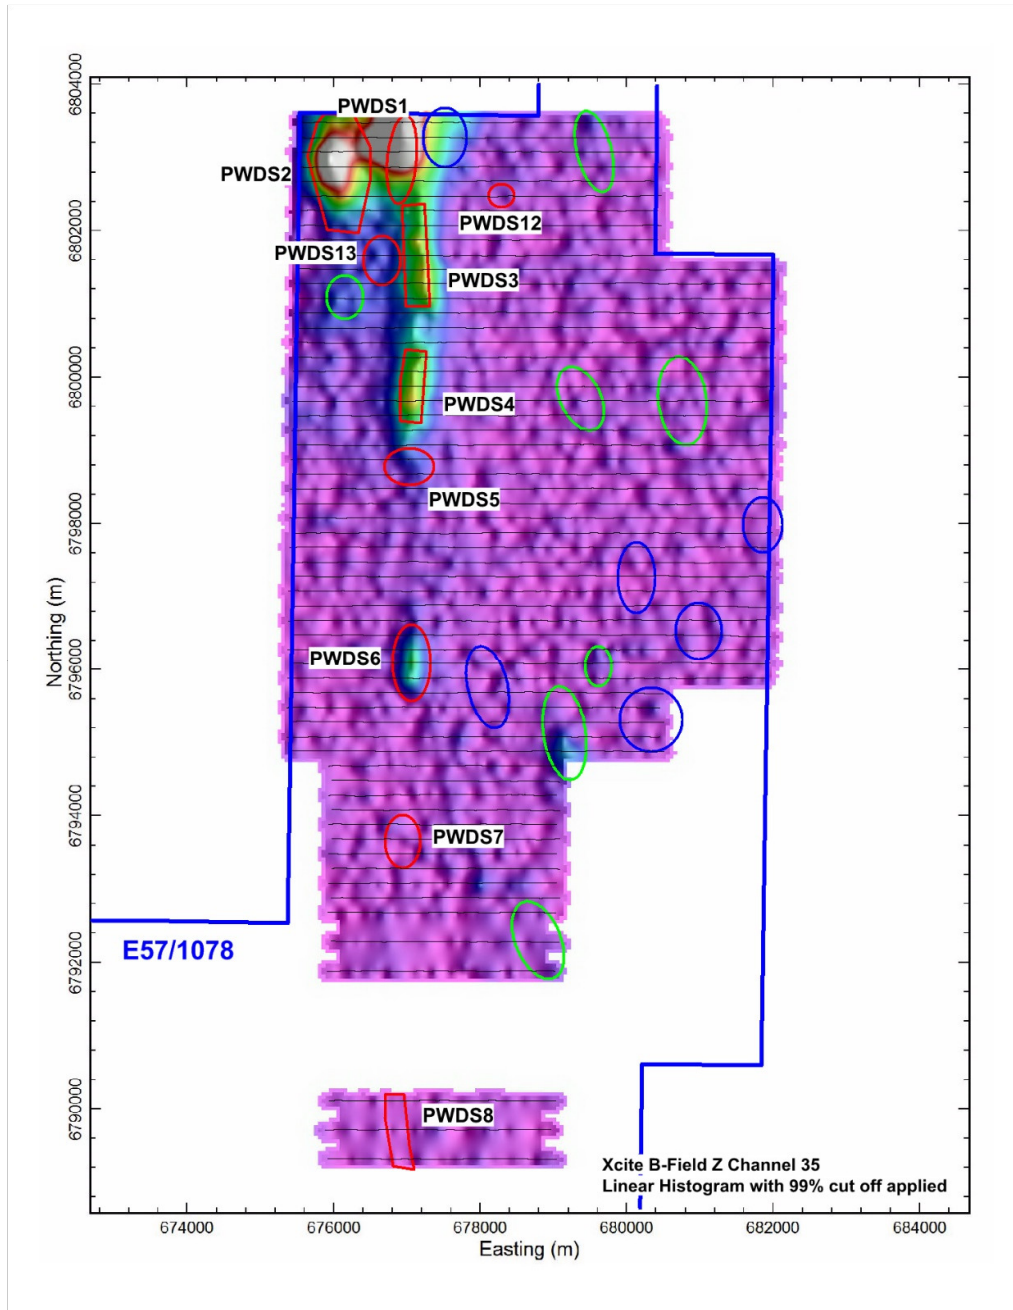 6804000
PWDS1
PWDS2
PWDS12
6802000
PWDS13
PWDS3
6800000
PWDS4
PWDS5
6798000
Northing (m)
PWDS6
6796000
6794000
PWDS7
E57/1078
6792000
6790000
PWDS8
Xcite B-Field Z Channel 35
Linear Histogram with 99% cut off applied
674000 676000 678000 680000 682000 684000
Easting (m)